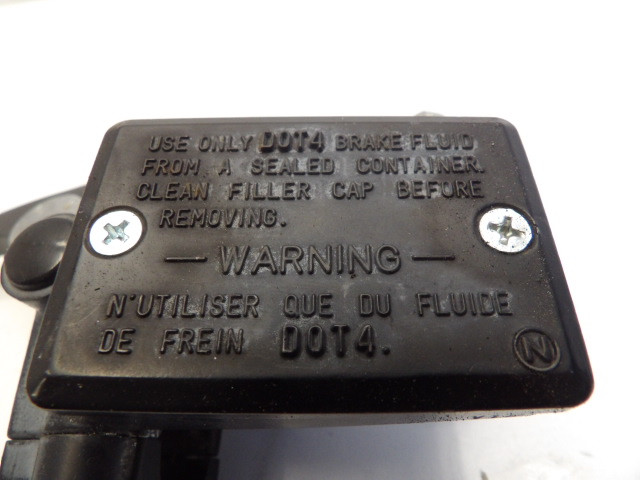 USE ONLY DOT4 BRAKE FLUID
FROM A SEALED CONTAINER.
CLEAN FILLER CAP BEFORE
REMOVING.
— WARNING —
N'UTILISER QUE DU FLUIDE
DE FREIN DOT4.
N